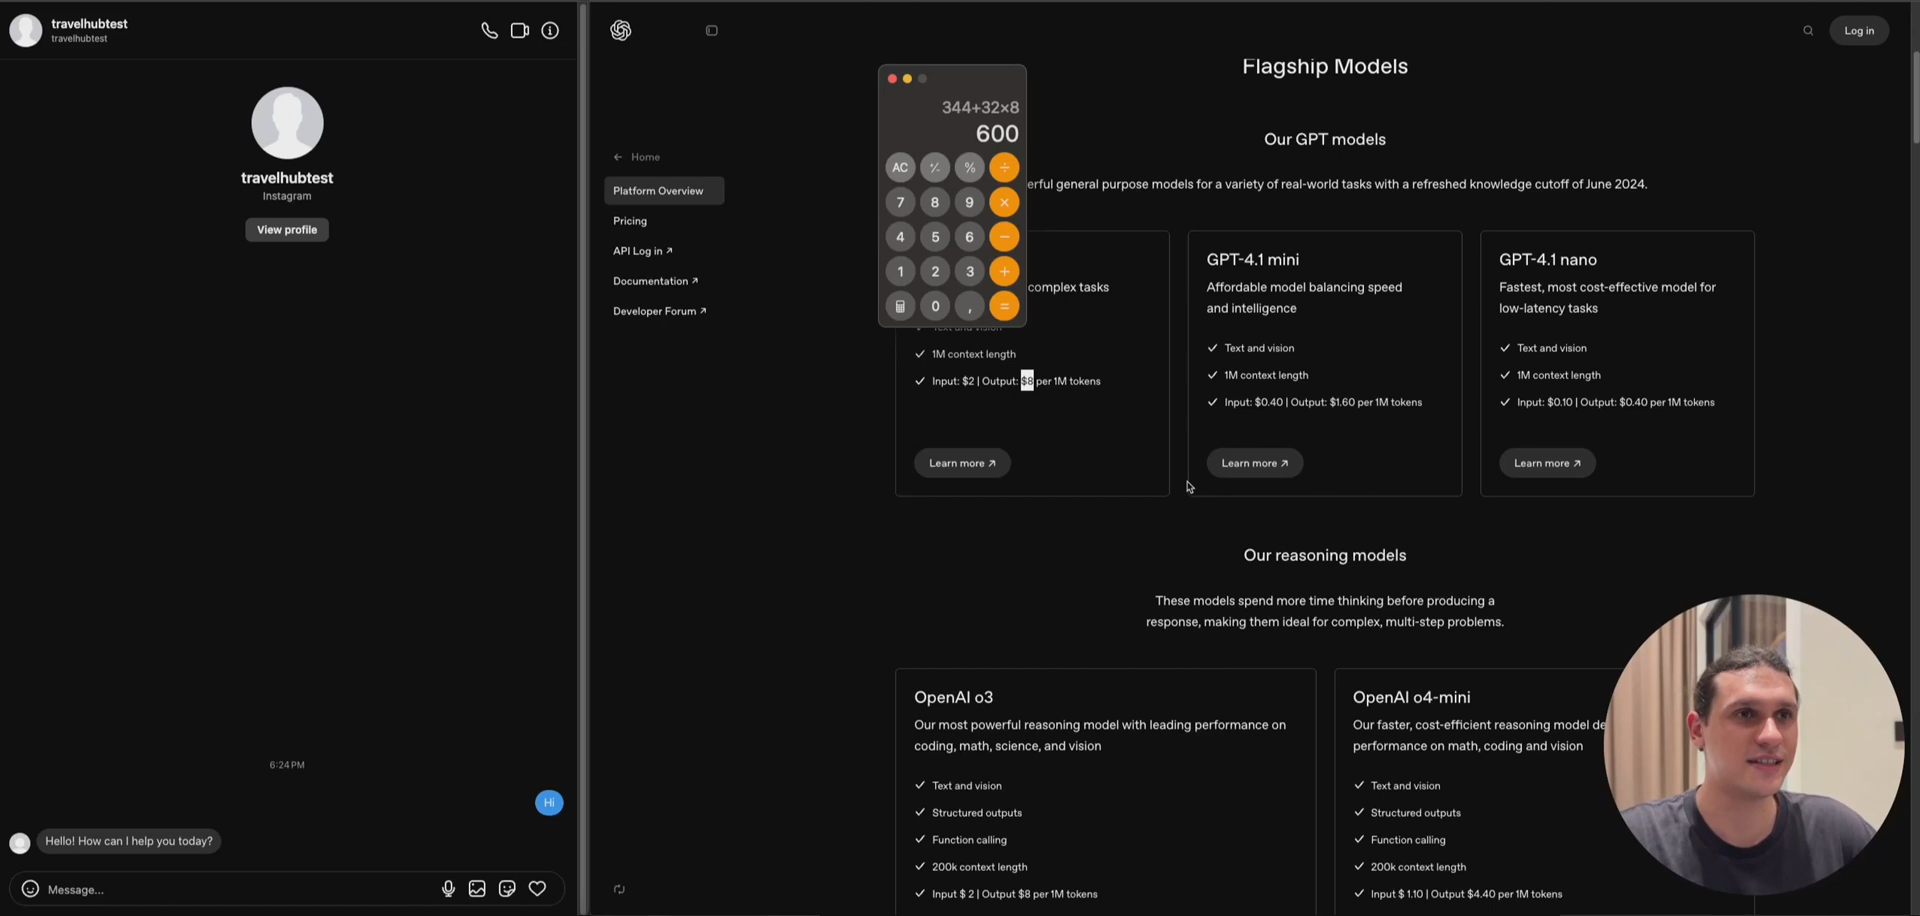 travelhubtest
travelhubtest
travelhubtest
Instagram
View profile
6:24 PM
Hi
Hello! How can I help you today?
Message...
Log in
Home
Platform Overview
Pricing
API Log in ↗
Documentation ↗
Developer Forum ↗
344+32×8
600
AC
%
÷
7
8
9
×
4
5
6
−
1
2
3
+
0
,
=
Flagship Models
Our GPT models
erful general purpose models for a variety of real-world tasks with a refreshed knowledge cutoff of June 2024.
complex tasks
Text and vision
1M context length
Input: $2 | Output: $8 per 1M tokens
Learn more ↗
GPT-4.1 mini
Affordable model balancing speed
and intelligence
Text and vision
1M context length
Input: $0.40 | Output: $1.60 per 1M tokens
Learn more ↗
GPT-4.1 nano
Fastest, most cost-effective model for
low-latency tasks
Text and vision
1M context length
Input: $0.10 | Output: $0.40 per 1M tokens
Learn more ↗
Our reasoning models
These models spend more time thinking before producing a
response, making them ideal for complex, multi-step problems.
OpenAI o3
Our most powerful reasoning model with leading performance on
coding, math, science, and vision
Text and vision
Structured outputs
Function calling
200k context length
Input $ 2 | Output $8 per 1M tokens
OpenAI o4-mini
Our faster, cost-efficient reasoning model de
performance on math, coding and vision
Text and vision
Structured outputs
Function calling
200k context length
Input $ 1.10 | Output $4.40 per 1M tokens